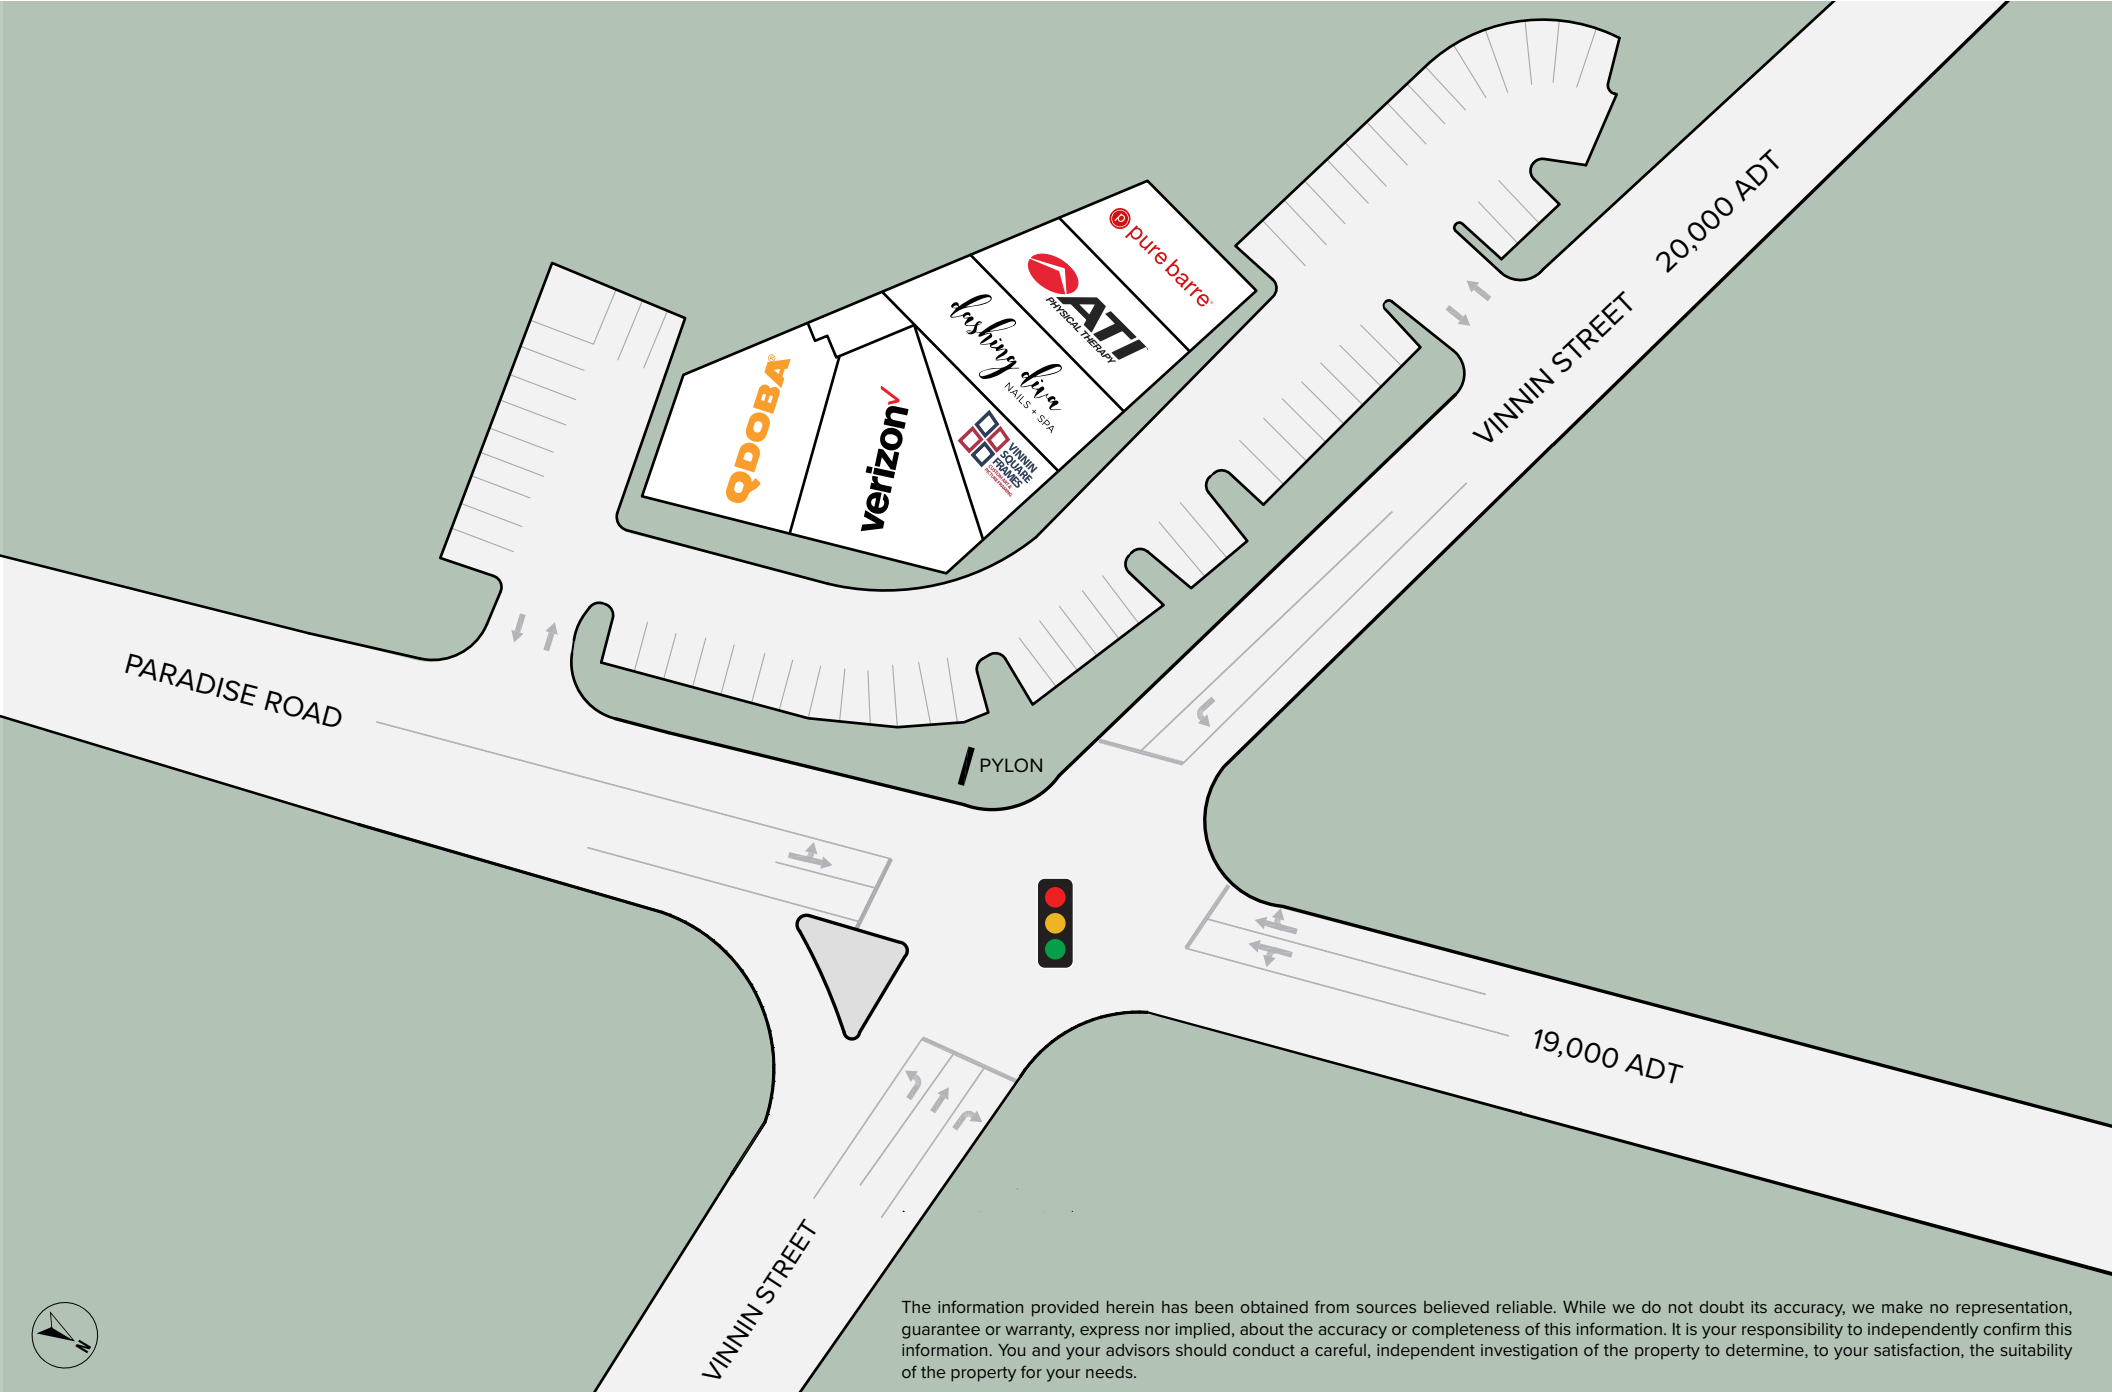 20,000 ADT
VINNIN STREET
pure barre
ATI
PHYSICAL THERAPY
dashing diva
NAILS + SPA
QDOBA®
verizon
VINNIN
SQUARE
FRAMES
PARADISE ROAD
PYLON
19,000 ADT
VINNIN STREET
N
The information provided herein has been obtained from sources believed reliable. While we do not doubt its accuracy, we make no representation,
guarantee or warranty, express nor implied, about the accuracy or completeness of this information. It is your responsibility to independently confirm this
information. You and your advisors should conduct a careful, independent investigation of the property to determine, to your satisfaction, the suitability
of the property for your needs.